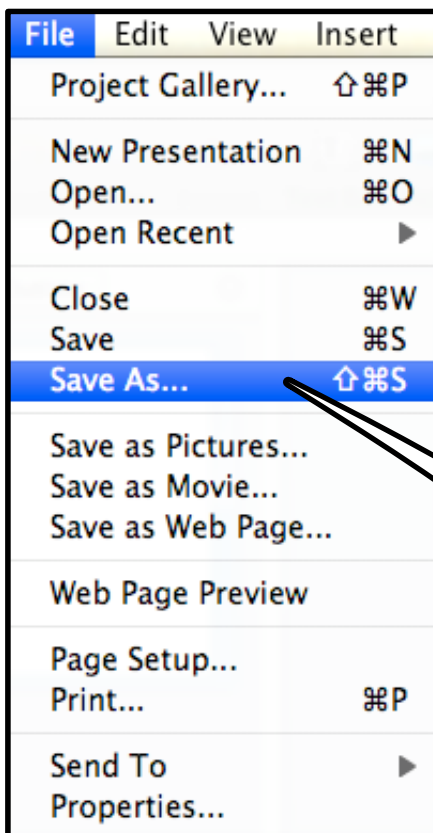 File Edit View Insert
Project Gallery... ⇧⌘P
New Presentation ⌘N
Open... ⌘O
Open Recent ▶
Close ⌘W
Save ⌘S
Save As... ⇧⌘S
Save as Pictures...
Save as Movie...
Save as Web Page...
Web Page Preview
Page Setup...
Print... ⌘P
Send To ▶
Properties...